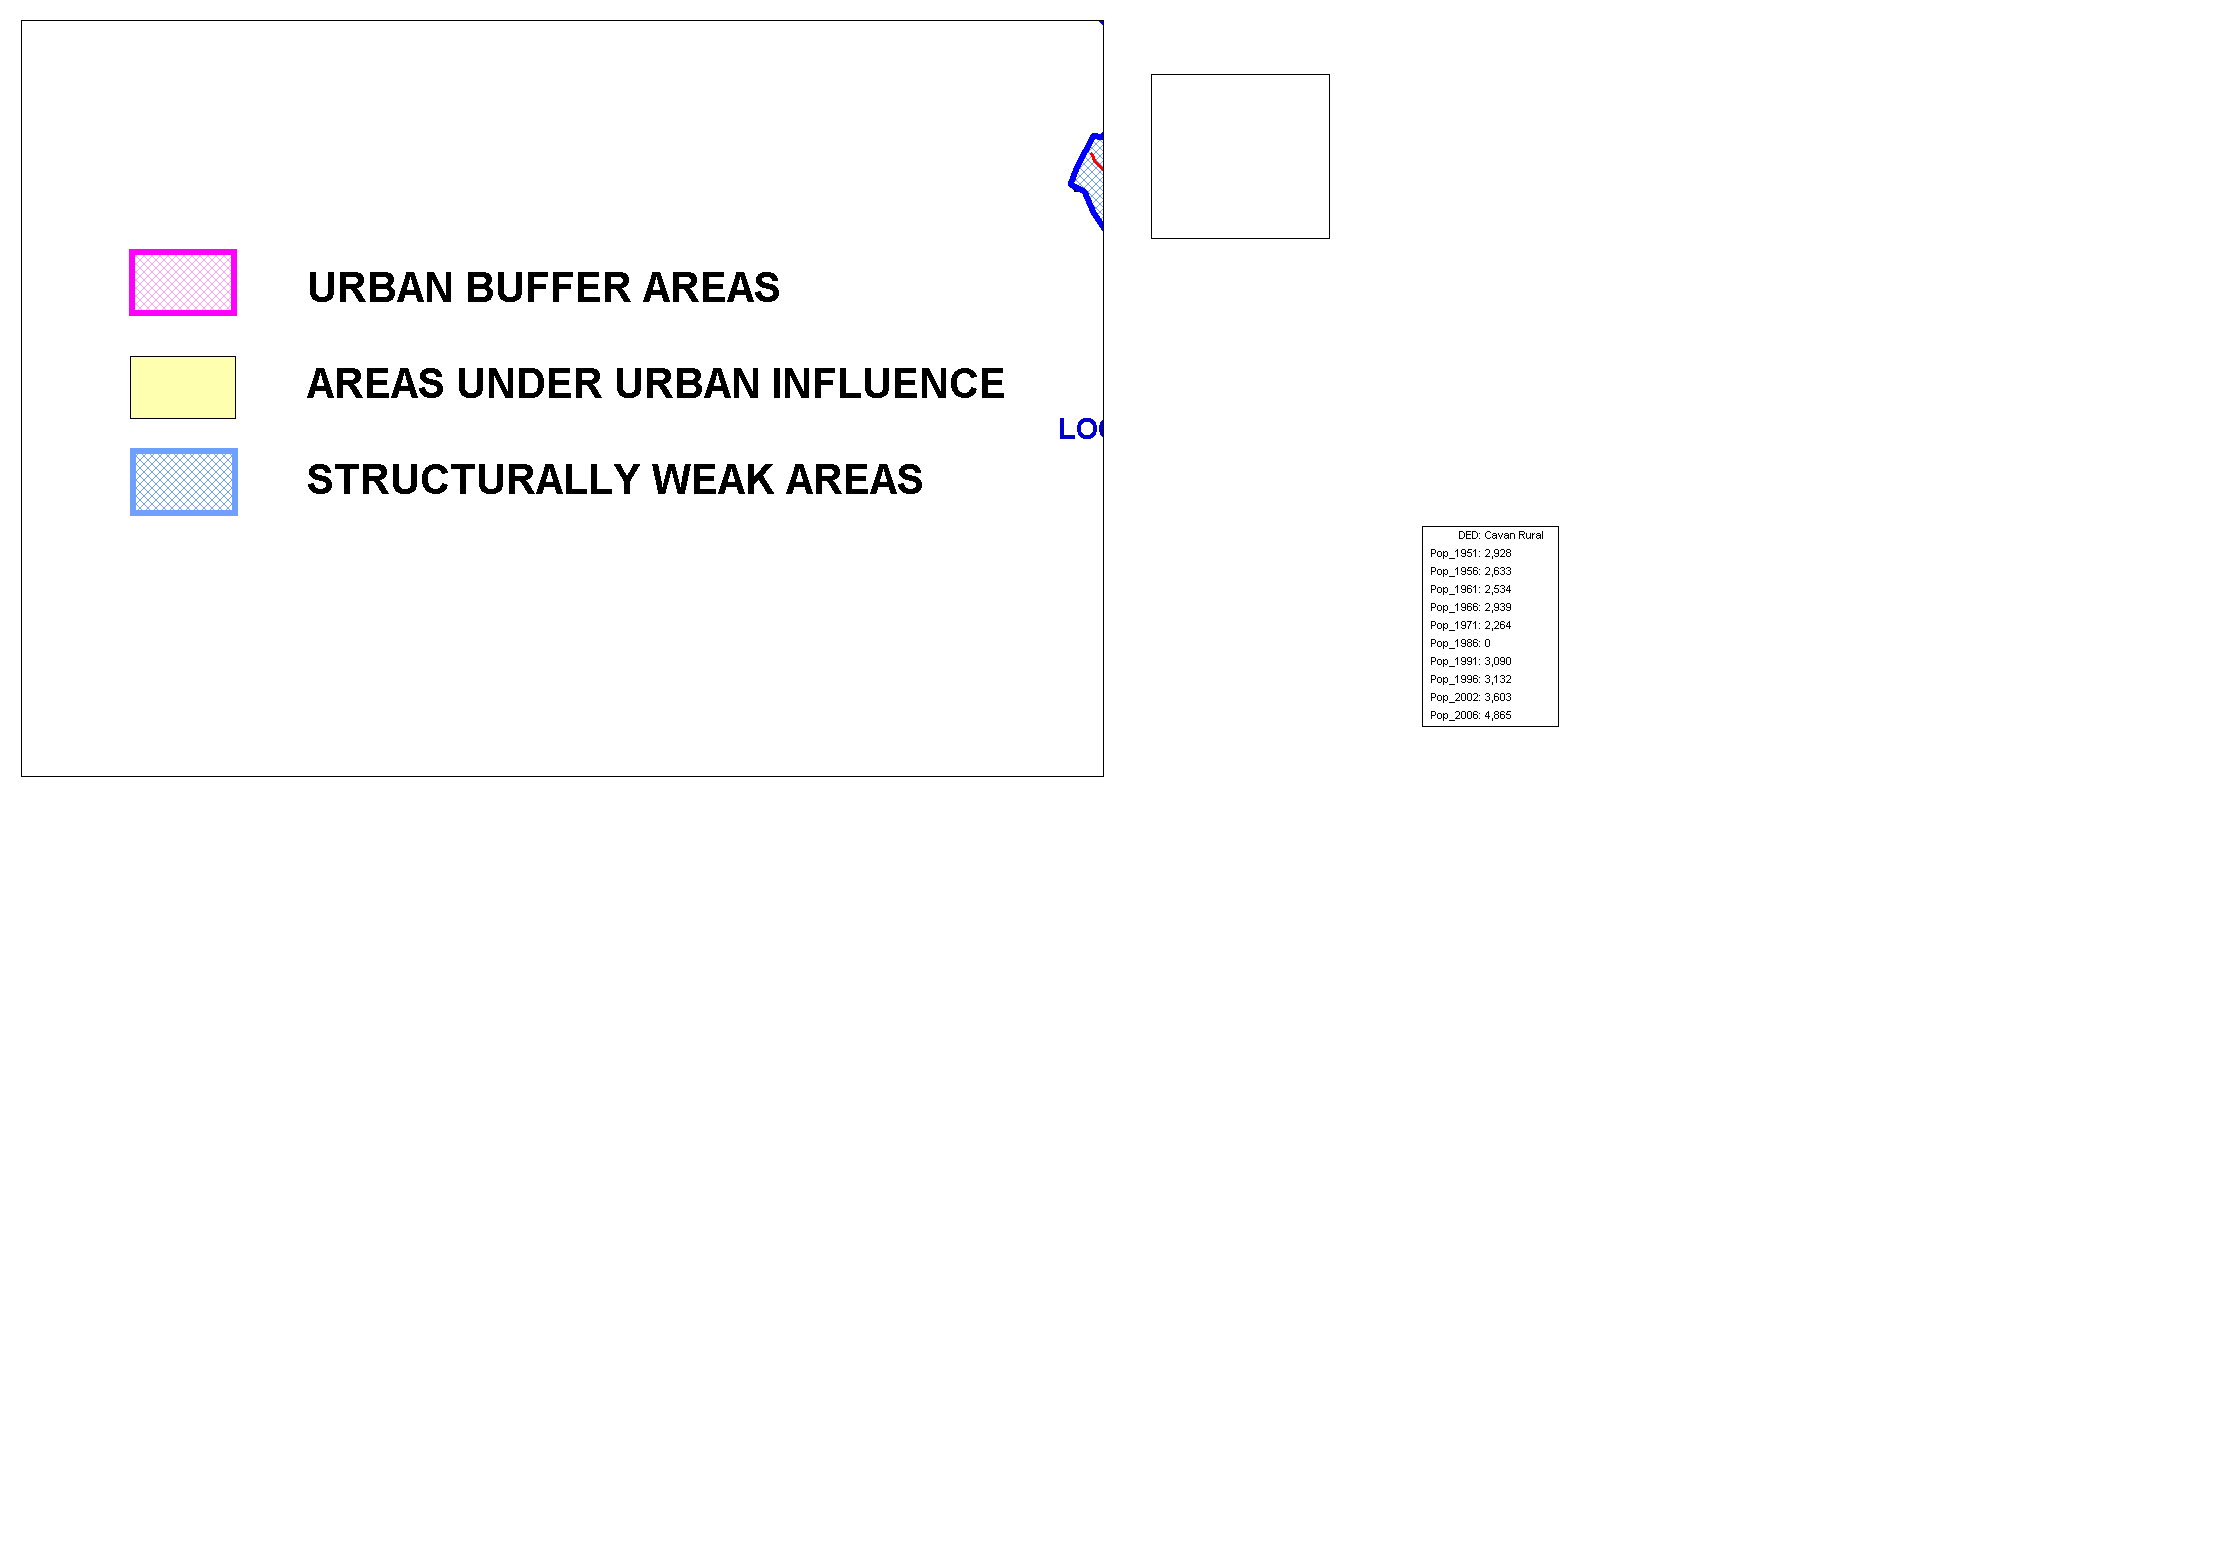 URBAN BUFFER AREAS
AREAS UNDER URBAN INFLUENCE
STRUCTURALLY WEAK AREAS
DED: Cavan Rural
Pop_1951: 2,928
Pop_1956: 2,633
Pop_1961: 2,534
Pop_1966: 2,939
Pop_1971: 2,264
Pop_1986: 0
Pop_1991: 3,090
Pop_1996: 3,132
Pop_2002: 3,603
Pop_2006: 4,865